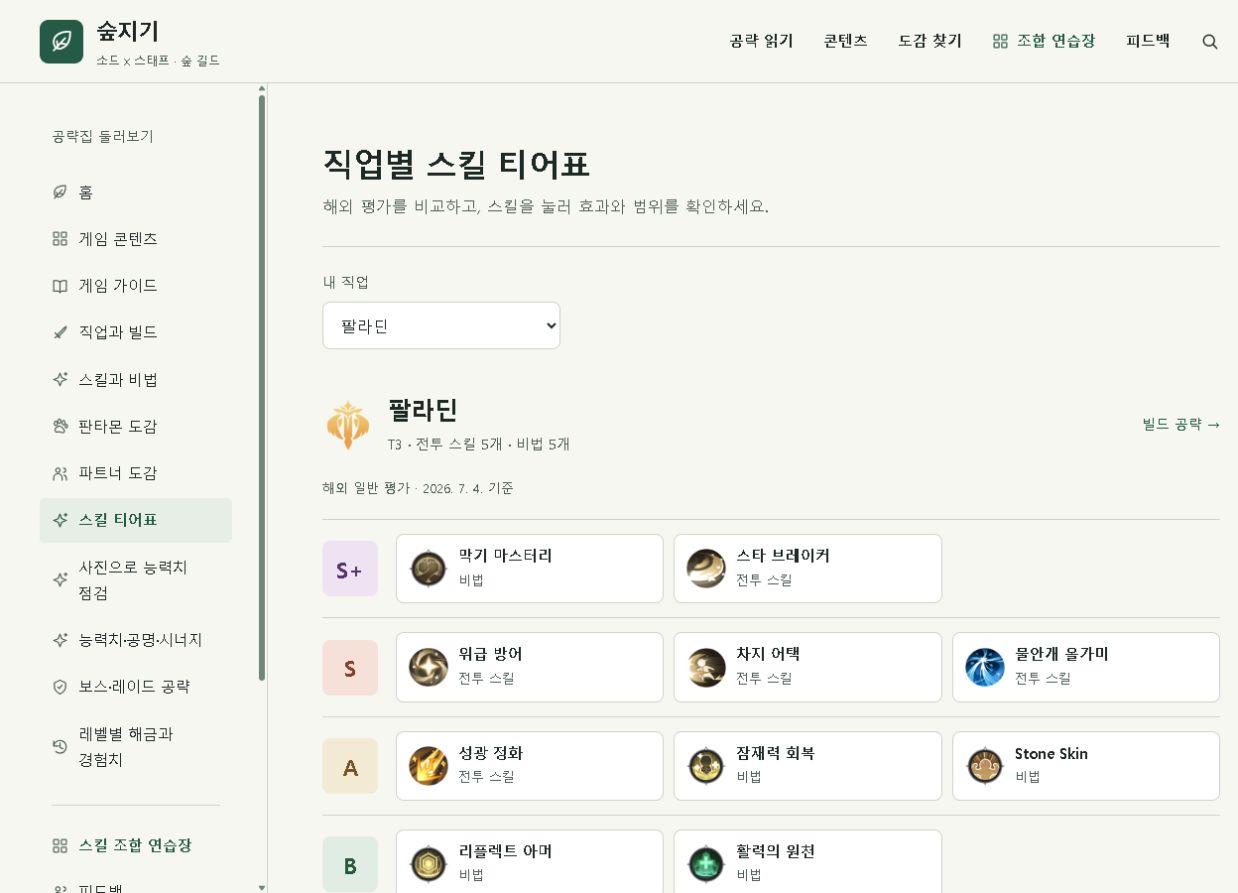 숲지기
소드 x 스태프 · 숲 길드
공략 읽기
콘텐츠
도감 찾기
조합 연습장
피드백
공략집 둘러보기
홈
게임 콘텐츠
게임 가이드
직업과 빌드
스킬과 비법
판타몬 도감
파트너 도감
스킬 티어표
사진으로 능력치
점검
능력치·공명·시너지
보스·레이드 공략
레벨별 해금과
경험치
스킬 조합 연습장
피드백
직업별 스킬 티어표
해외 평가를 비교하고, 스킬을 눌러 효과와 범위를 확인하세요.
내 직업
팔라딘
팔라딘
T3 · 전투 스킬 5개 · 비법 5개
빌드 공략 →
해외 일반 평가 · 2026. 7. 4. 기준
S+
막기 마스터리
비법
스타 브레이커
전투 스킬
S
위급 방어
전투 스킬
차지 어택
전투 스킬
물안개 올가미
전투 스킬
A
성광 정화
전투 스킬
잠재력 회복
비법
Stone Skin
비법
B
리플렉트 아머
비법
활력의 원천
비법